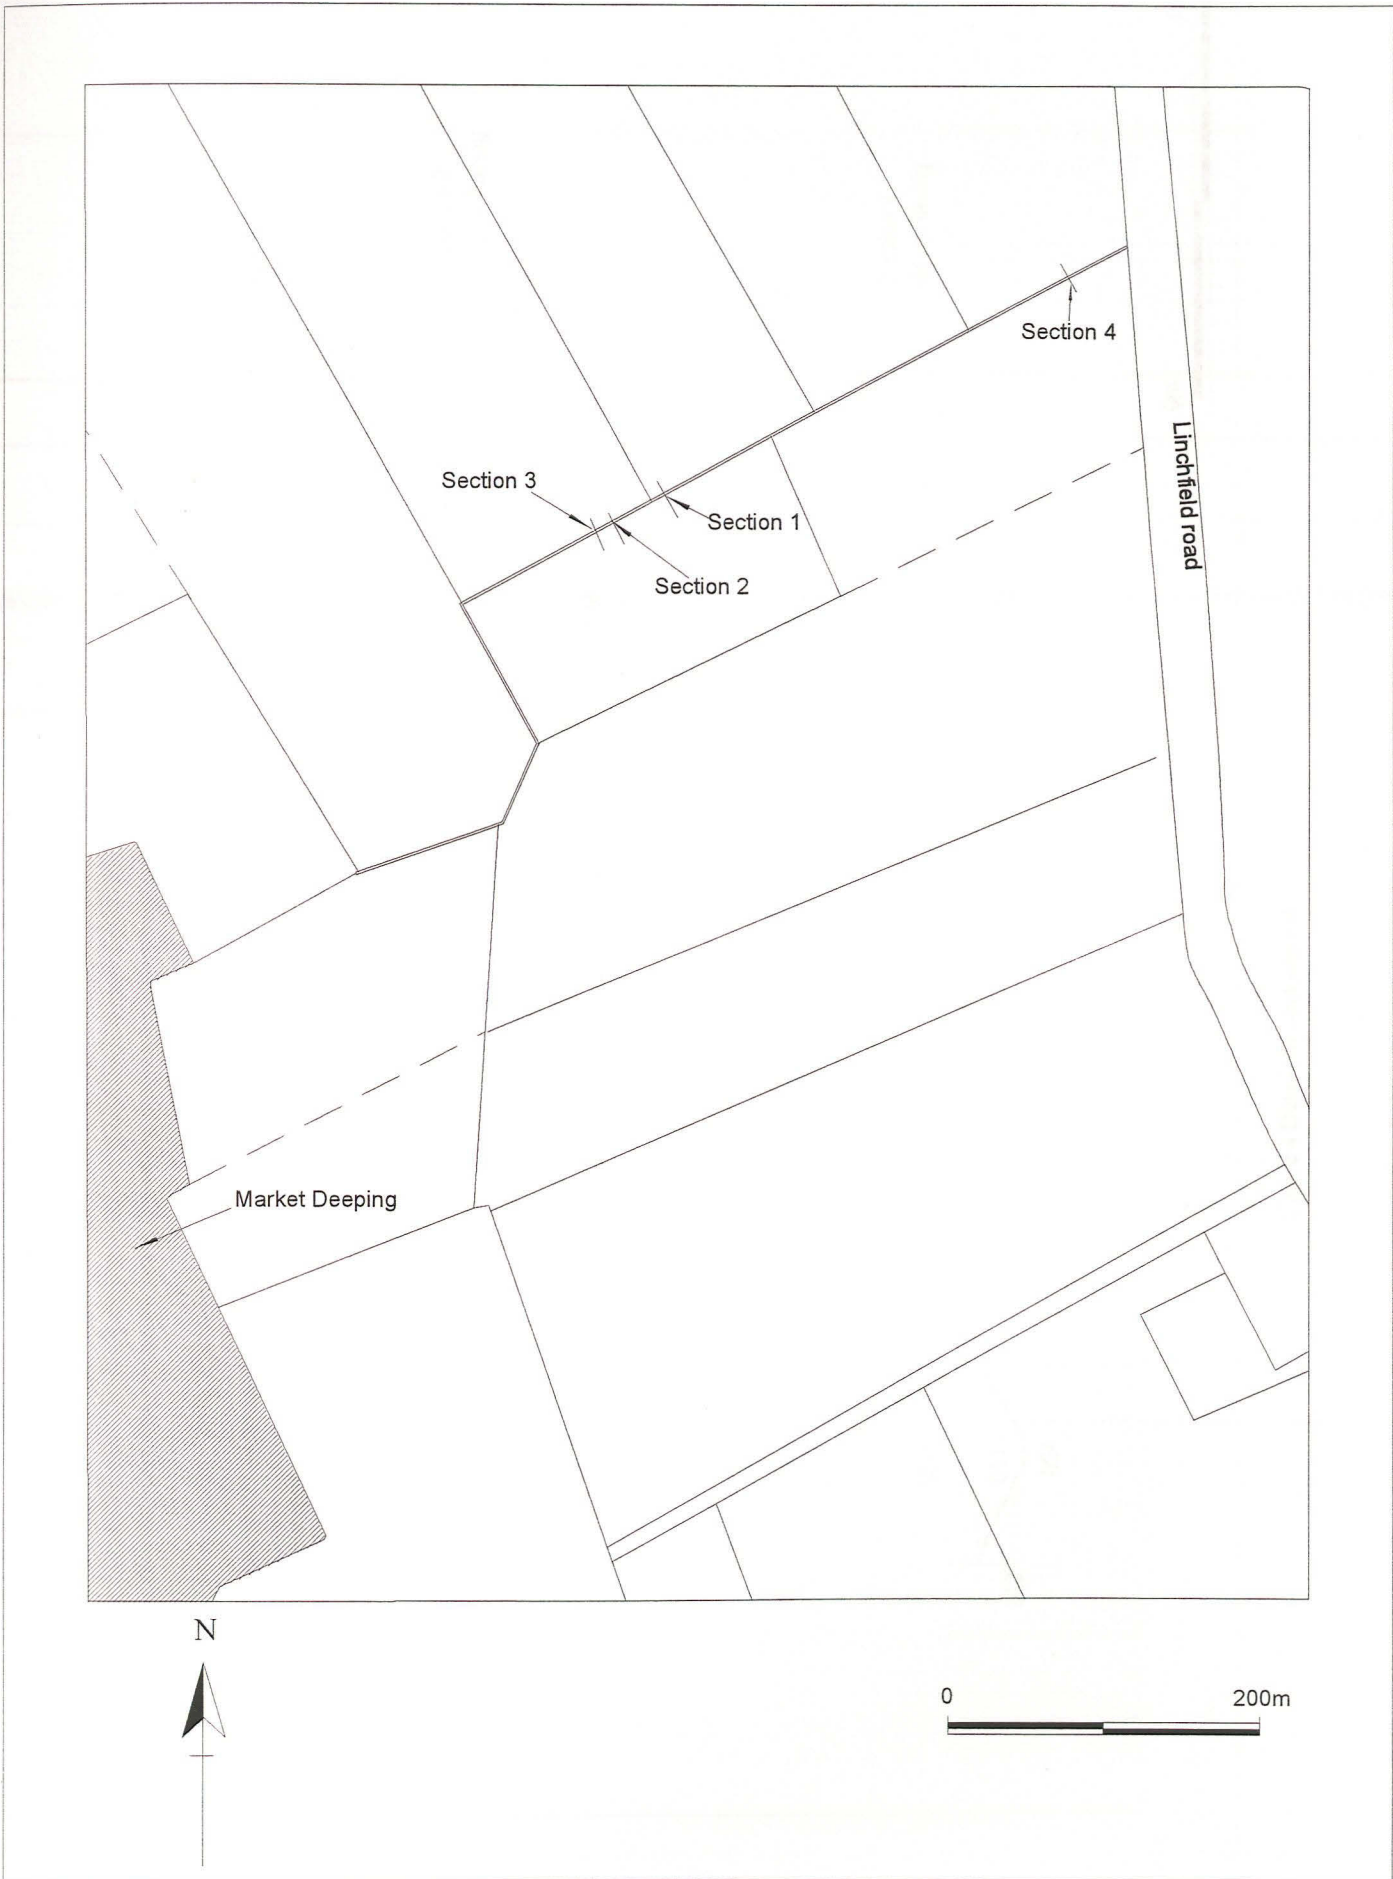 Section 4
Linchfield road
Section 3
Section 1
Section 2
Market Deeping
N
0 200m